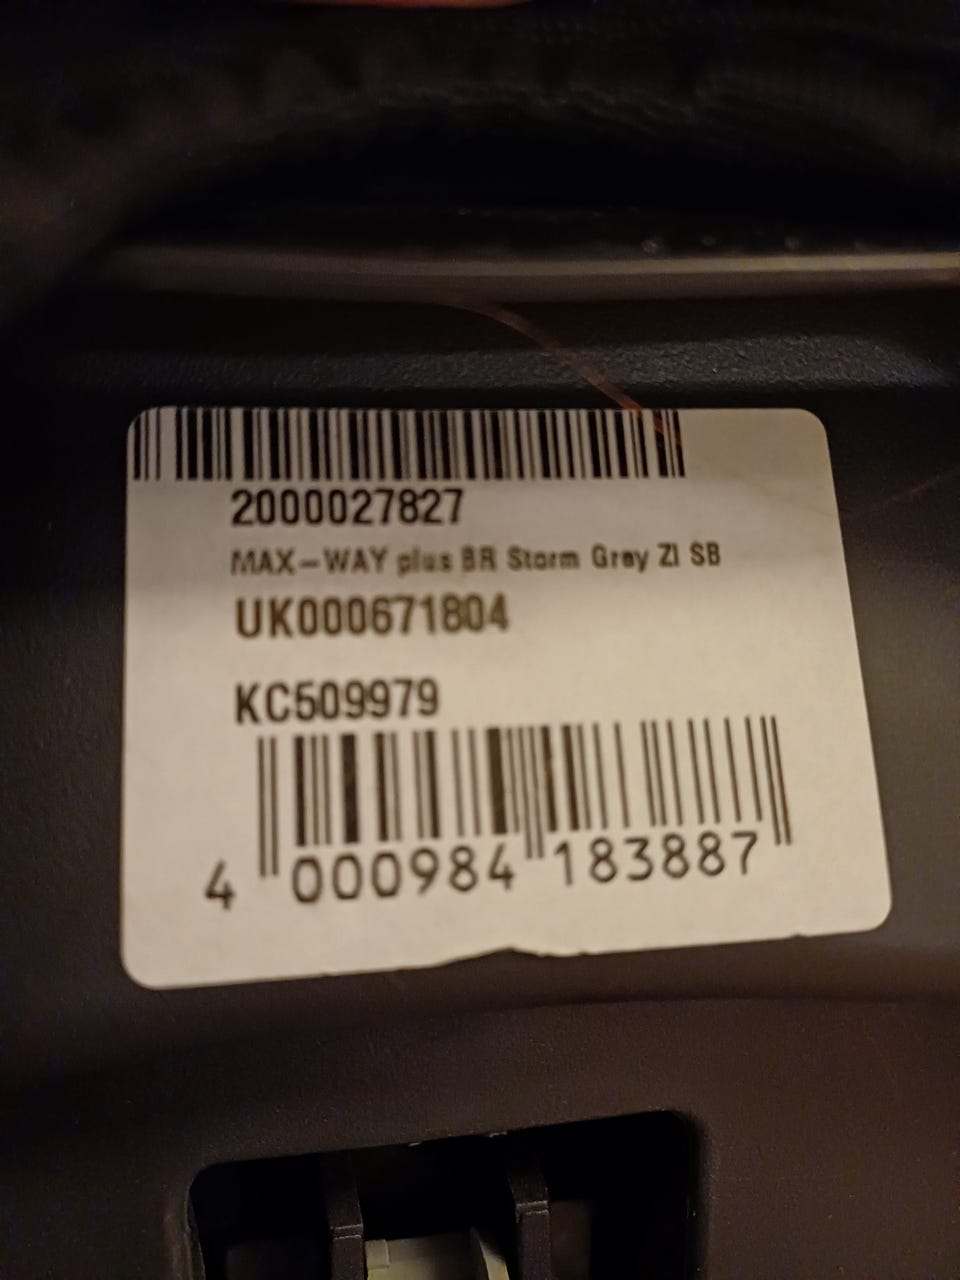 2000027827
MAX-WAY plus BR Storm Grey ZI SB
UK000671804
KC509979
4 000984 183887